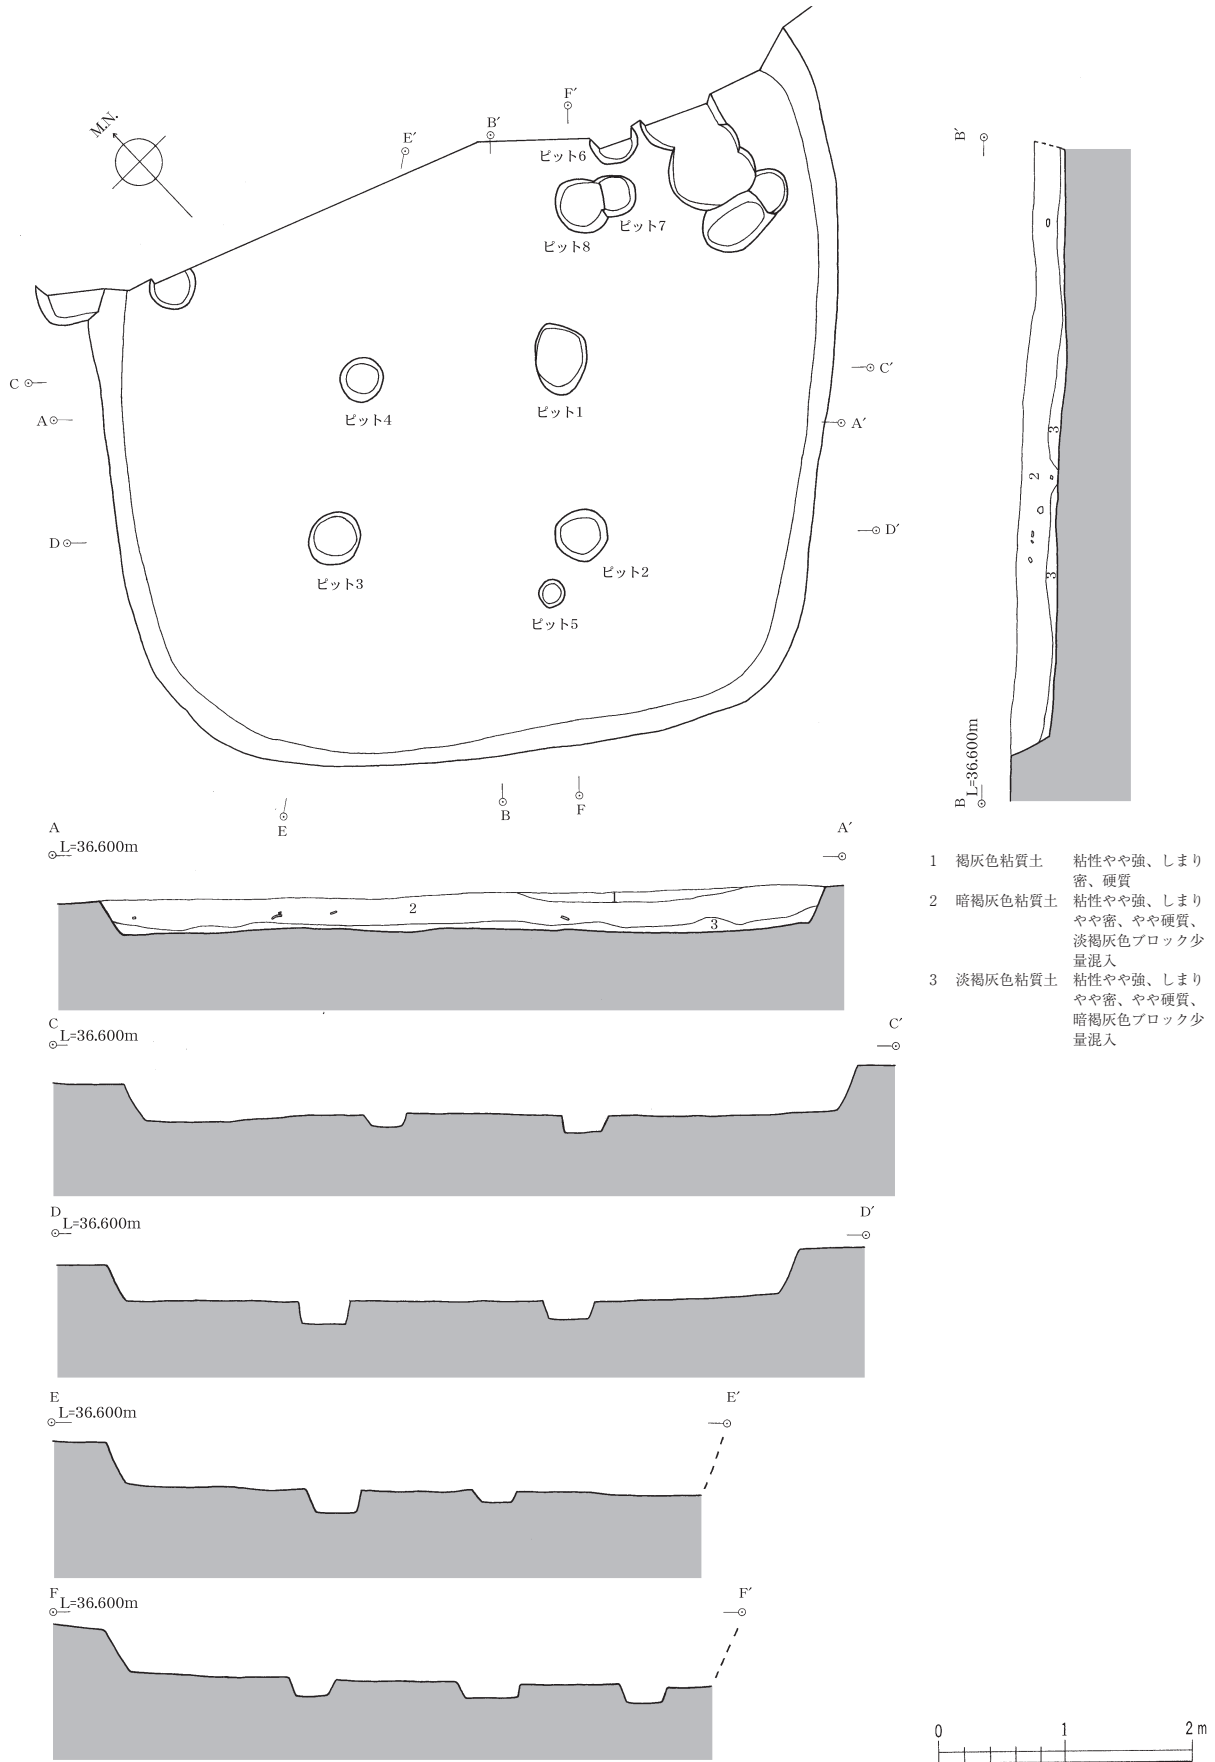 M.N.
F′
B′
E′
ピット6
ピット7
ピット8
C
C′
ピット4
ピット1
A
A′
D
D′
ピット3
ピット2
ピット5
E
B
F
B′
3
2
3
B
L=36.600m
A
L=36.600m
A′
1
2
3
1 褐灰色粘質土 粘性やや強、しまり
密、硬質
2 暗褐灰色粘質土 粘性やや強、しまり
やや密、やや硬質、
淡褐灰色ブロック少
量混入
3 淡褐灰色粘質土 粘性やや強、しまり
やや密、やや硬質、
暗褐灰色ブロック少
量混入
C
L=36.600m
C′
D
L=36.600m
D′
E
L=36.600m
E′
F
L=36.600m
F′
0 1 2m